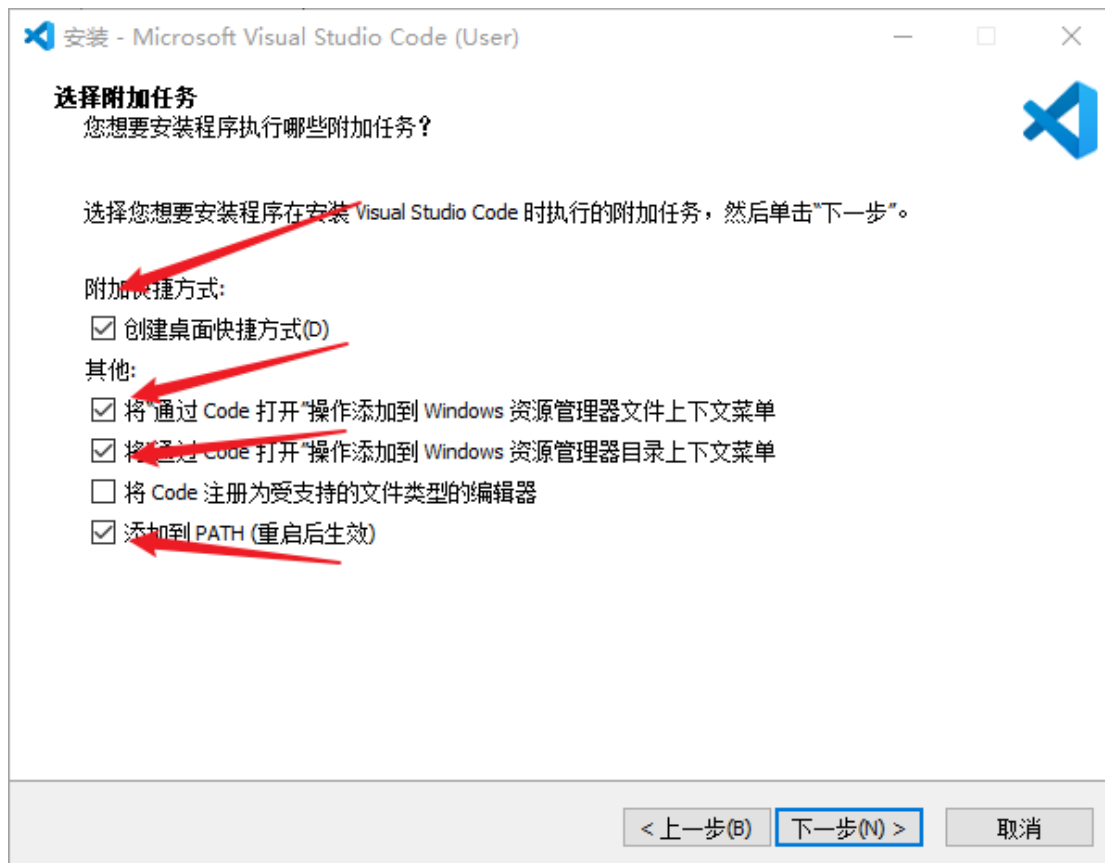 安装 - Microsoft Visual Studio Code (User)
选择附加任务
您想要安装程序执行哪些附加任务？
选择您想要安装程序在安装 Visual Studio Code 时执行的附加任务，然后单击“下一步”。
附加快捷方式:
创建桌面快捷方式(D)
其他:
将“通过 Code 打开”操作添加到 Windows 资源管理器文件上下文菜单
将“通过 Code 打开”操作添加到 Windows 资源管理器目录上下文菜单
将 Code 注册为受支持的文件类型的编辑器
添加到 PATH (重启后生效)
< 上一步(B) 下一步(N) > 取消